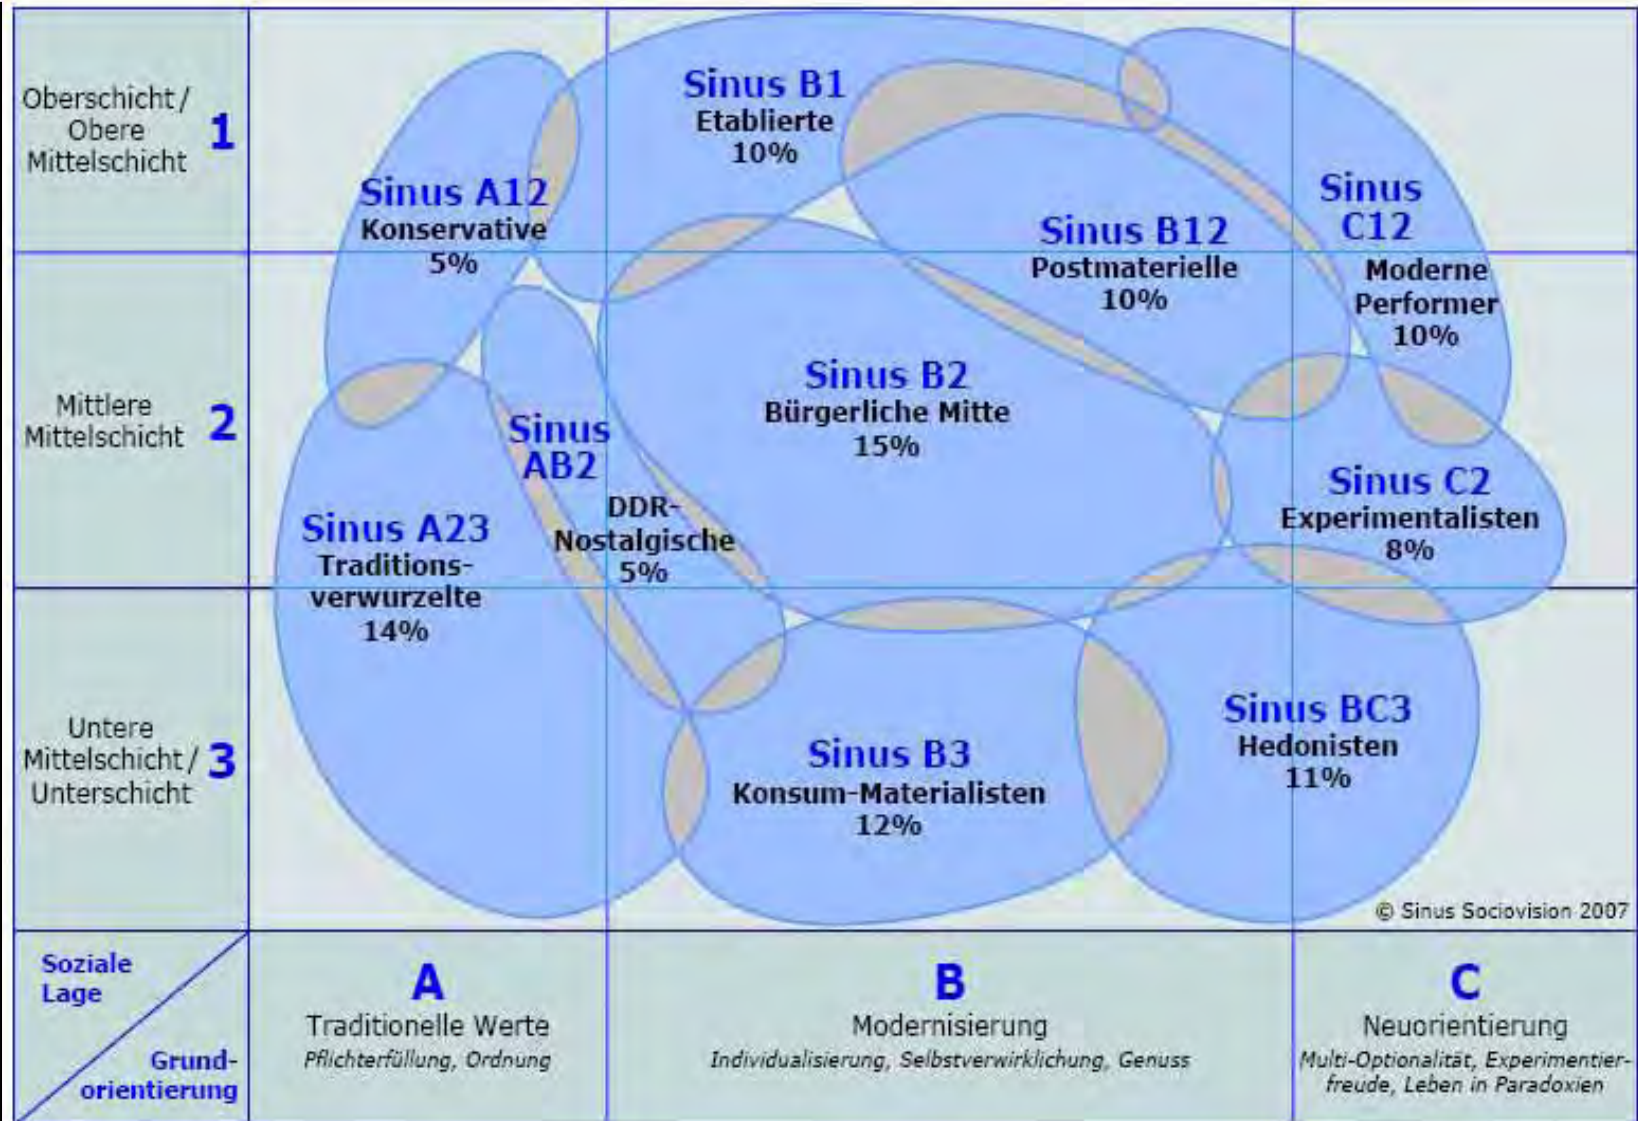 Oberschicht /
Obere
Mittelschicht
1
Mittlere
Mittelschicht
2
Untere
Mittelschicht /
Unterschicht
3
Sinus B1
Etablierte
10%
Sinus A12
Konservative
5%
Sinus B12
Postmaterielle
10%
Sinus
C12
Moderne
Performer
10%
Sinus B2
Bürgerliche Mitte
15%
Sinus
AB2
DDR-
Nostalgische
5%
Sinus A23
Traditions-
verwurzelte
14%
Sinus C2
Experimentalisten
8%
Sinus B3
Konsum-Materialisten
12%
Sinus BC3
Hedonisten
11%
© Sinus Sociovision 2007
Soziale
Lage
Grund-
orientierung
A
Traditionelle Werte
Pflichterfüllung, Ordnung
B
Modernisierung
Individualisierung, Selbstverwirklichung, Genuss
C
Neuorientierung
Multi-Optionalität, Experimentier-
freude, Leben in Paradoxien